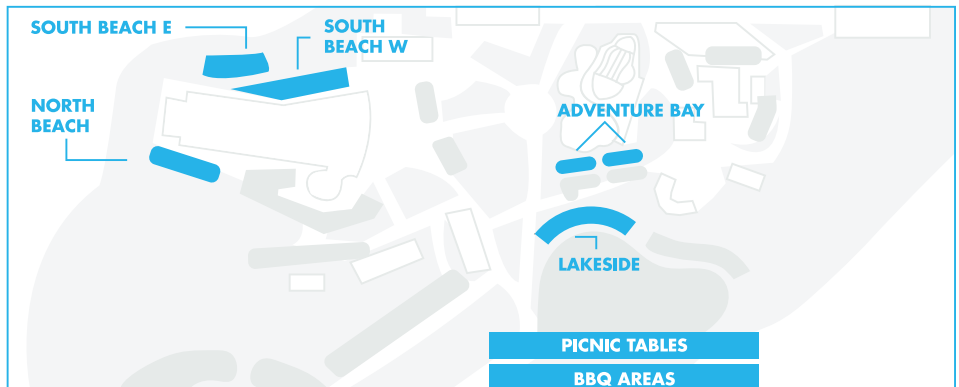 SOUTH BEACH E
SOUTH
BEACH W
NORTH
BEACH
ADVENTURE BAY
LAKESIDE
PICNIC TABLES
BBQ AREAS